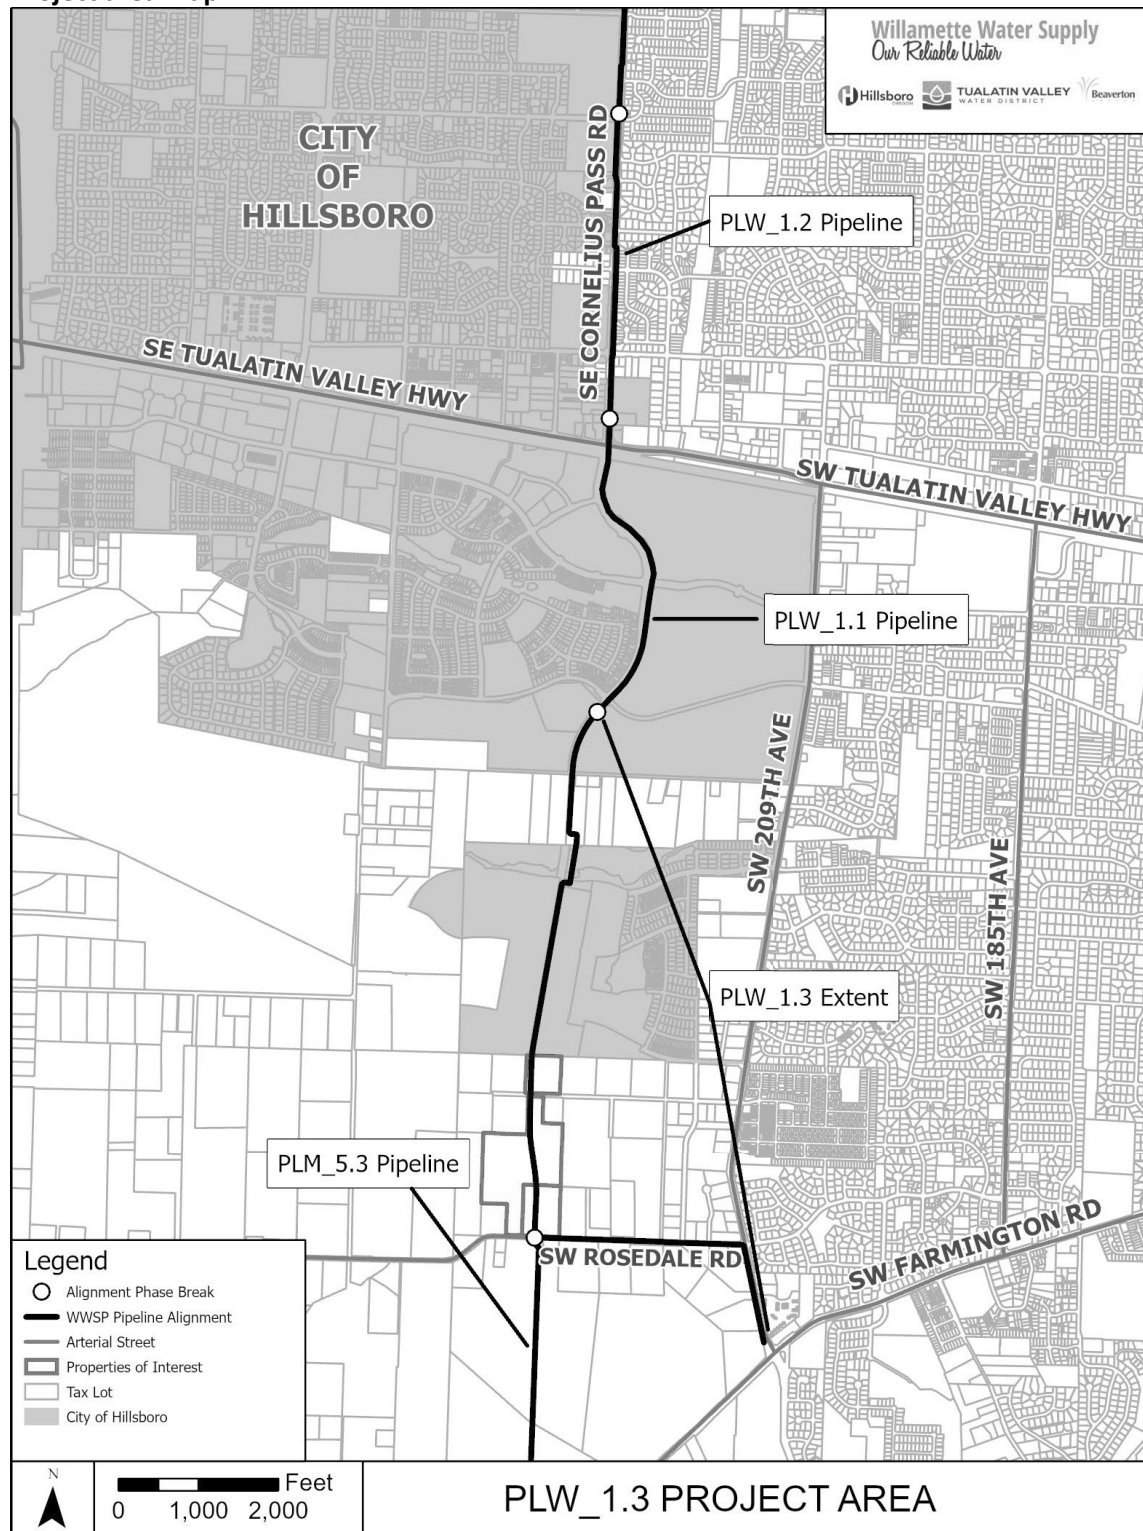 Willamette Water Supply
Our Reliable Water
Hillsboro
OREGON
TUALATIN VALLEY
WATER DISTRICT
Beaverton
CITY
OF
HILLSBORO
SE CORNELIUS PASS RD
PLW_1.2 Pipeline
SE TUALATIN VALLEY HWY
SW TUALATIN VALLEY HWY
PLW_1.1 Pipeline
SW 209TH AVE
SW 185TH AVE
PLW_1.3 Extent
PLM_5.3 Pipeline
SW ROSEDALE RD
SW FARMINGTON RD
Legend
Alignment Phase Break
WWSP Pipeline Alignment
Arterial Street
Properties of Interest
Tax Lot
City of Hillsboro
N
Feet
0 1,000 2,000
PLW_1.3 PROJECT AREA